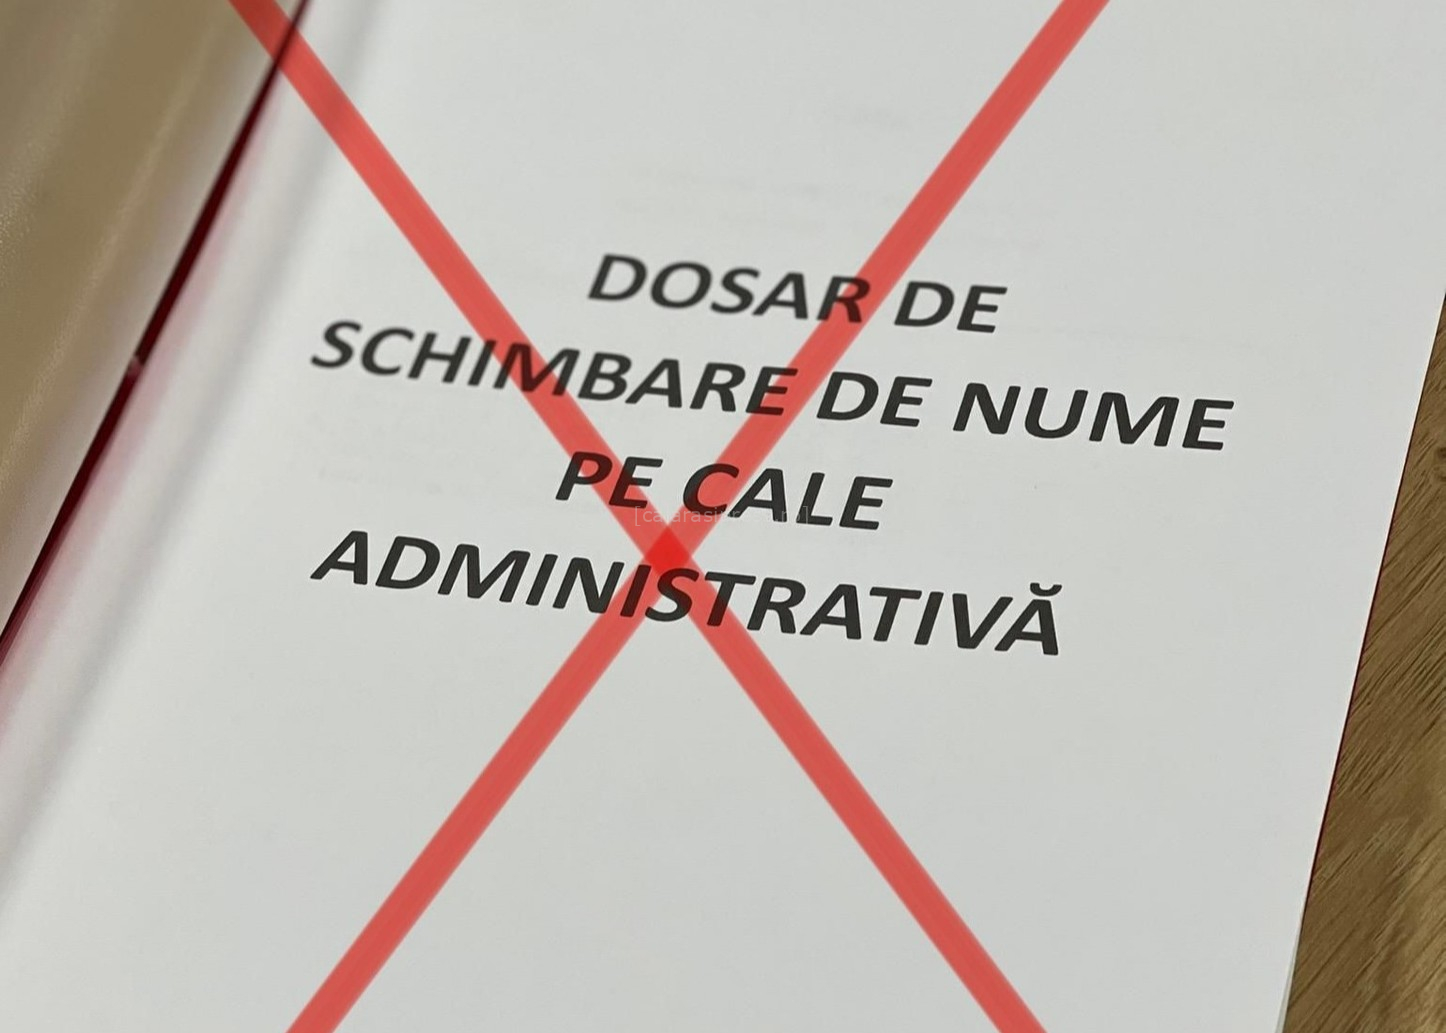 DOSAR DE
SCHIMBARE DE NUME
PE CALE
ADMINISTRATIVĂ